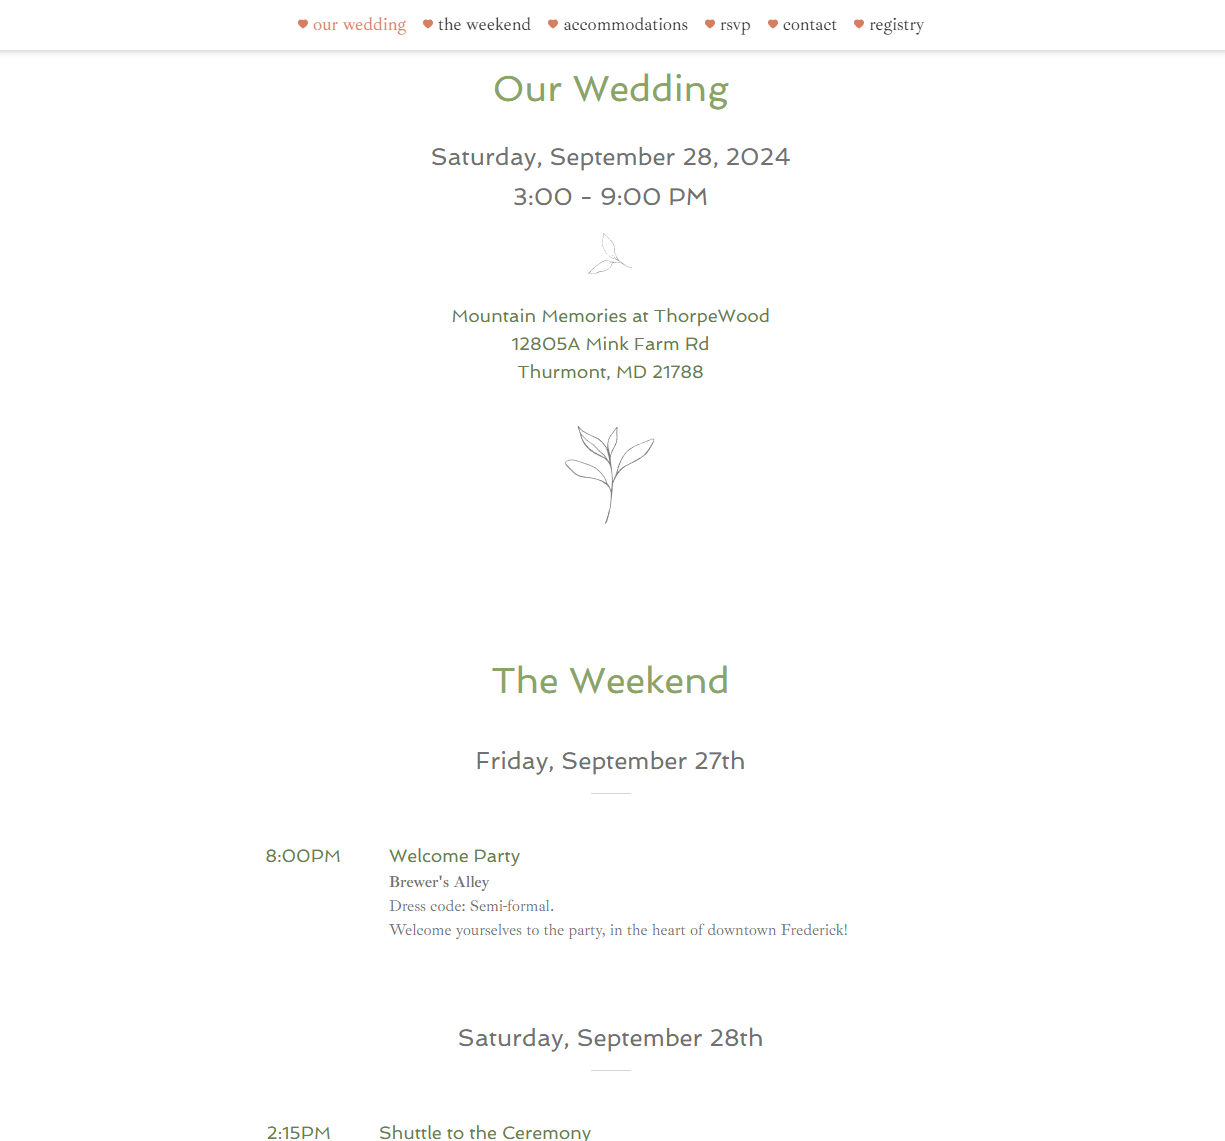 our wedding the weekend accommodations rsvp contact registry
Our Wedding
Saturday, September 28, 2024
3:00 - 9:00 PM
Mountain Memories at ThorpeWood
12805A Mink Farm Rd
Thurmont, MD 21788
The Weekend
Friday, September 27th
8:00PM Welcome Party
Brewer's Alley
Dress code: Semi-formal.
Welcome yourselves to the party, in the heart of downtown Frederick!
Saturday, September 28th
2:15PM Shuttle to the Ceremony